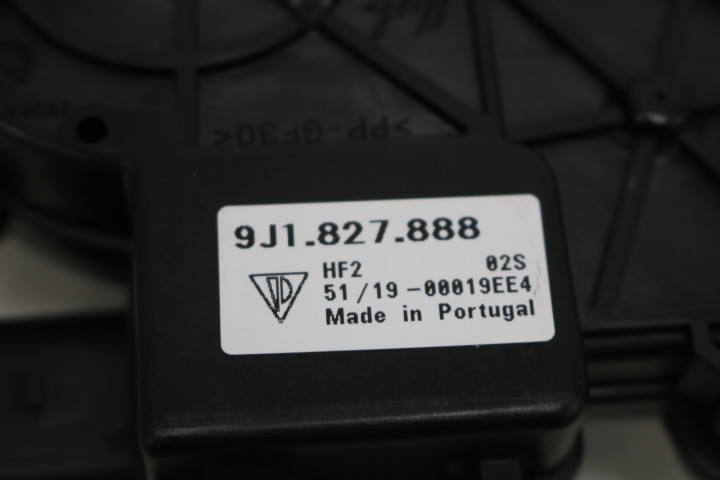 >PP-GF30<
9J1.827.888
HF2 02S
51/19-00019EE4
Made in Portugal